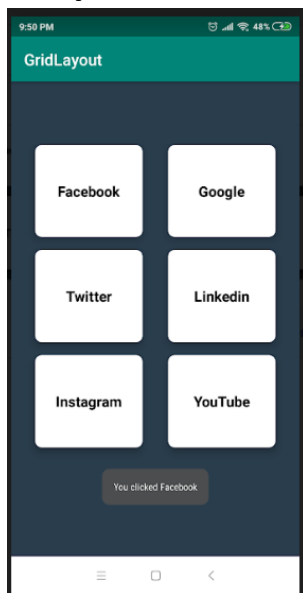 9:50 PM 48%
GridLayout
Facebook Google
Twitter Linkedin
Instagram YouTube
You clicked Facebook